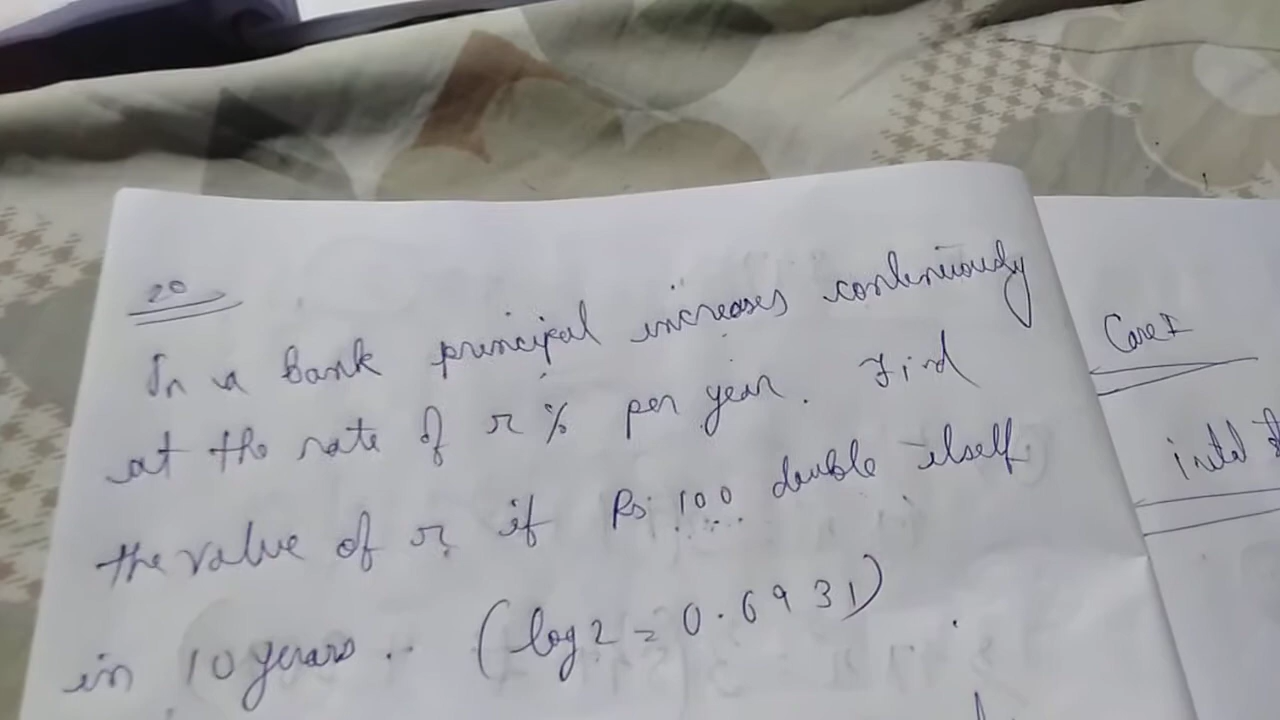 20
In a bank principal increases continuously
at the rate of r % per year. Find
the value of r if Rs 100 double itself
in 10 years.. (log 2 = 0.6931)
Case I